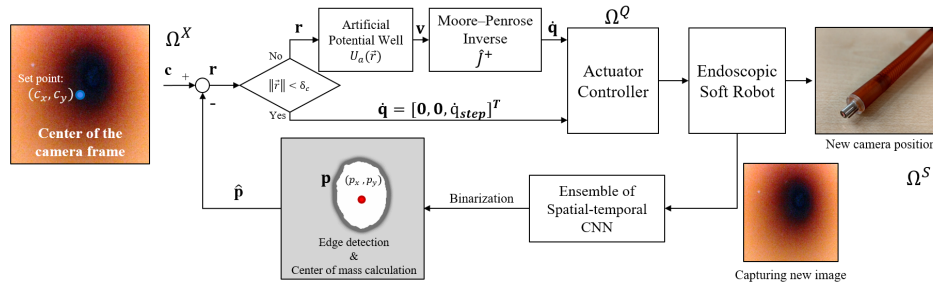 Ω^X
Set point:
(c_x, c_y)
Center of the
camera frame
c
+
-
r
‖r⃗‖ < δ_c
No
Yes
r
Artificial
Potential Well
U_a(r⃗)
v
Moore–Penrose
Inverse
Ĵ⁺
q̇
q̇ = [0, 0, q̇_step]^T
Ω^Q
Actuator
Controller
Endoscopic
Soft Robot
New camera position
Ω^S
Capturing new image
Ensemble of
Spatial-temporal
CNN
Binarization
p
(p_x, p_y)
Edge detection
&
Center of mass calculation
p̂